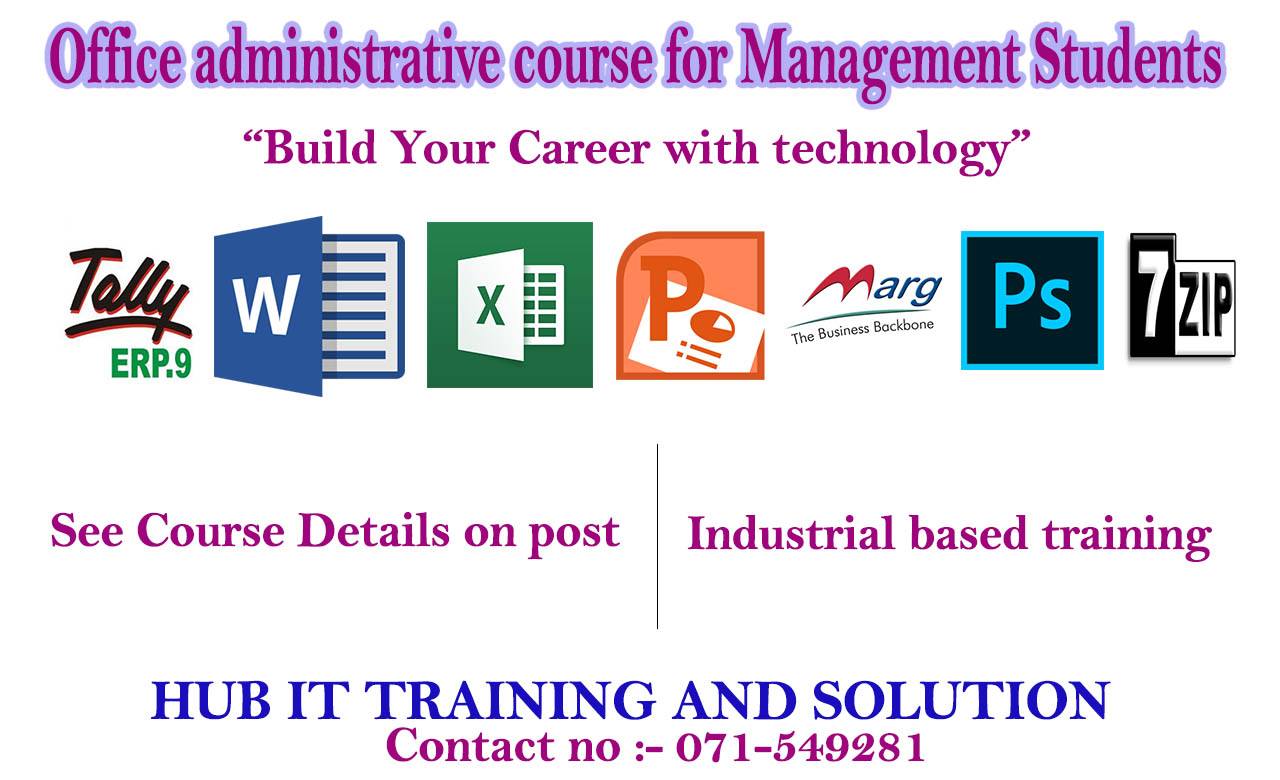 Office administrative course for Management Students
“Build Your Career with technology”
Tally
ERP.9
W
X
P
Marg
The Business Backbone
Ps
7ZIP
See Course Details on post
Industrial based training
HUB IT TRAINING AND SOLUTION
Contact no :- 071-549281